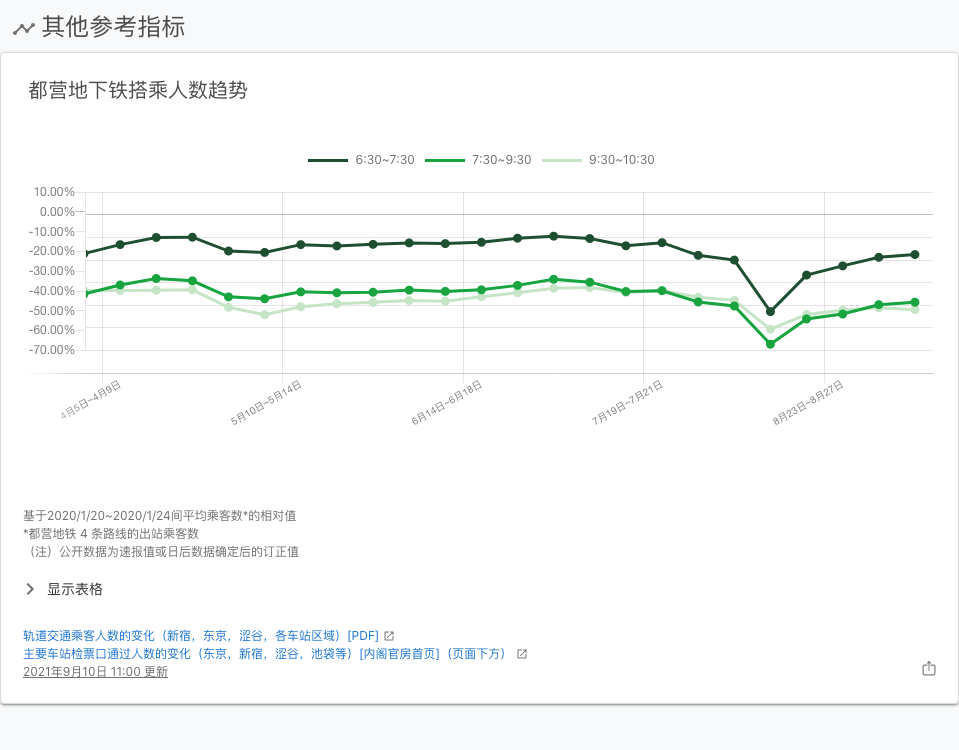 其他参考指标
都营地下铁搭乘人数趋势
6:30~7:30
7:30~9:30
9:30~10:30
10.00%
0.00%
-10.00%
-20.00%
-30.00%
-40.00%
-50.00%
-60.00%
-70.00%
4月5日~4月9日
5月10日~5月14日
6月14日~6月18日
7月19日~7月21日
8月23日~8月27日
基于2020/1/20~2020/1/24间平均乘客数*的相对值
*都营地铁 4 条路线的出站乘客数
（注）公开数据为速报值或日后数据确定后的订正值
显示表格
轨道交通乘客人数的变化（新宿，东京，涩谷，各车站区域）[PDF]
主要车站检票口通过人数的变化（东京，新宿，涩谷，池袋等）[内阁官房首页]（页面下方）
2021年9月10日 11:00 更新